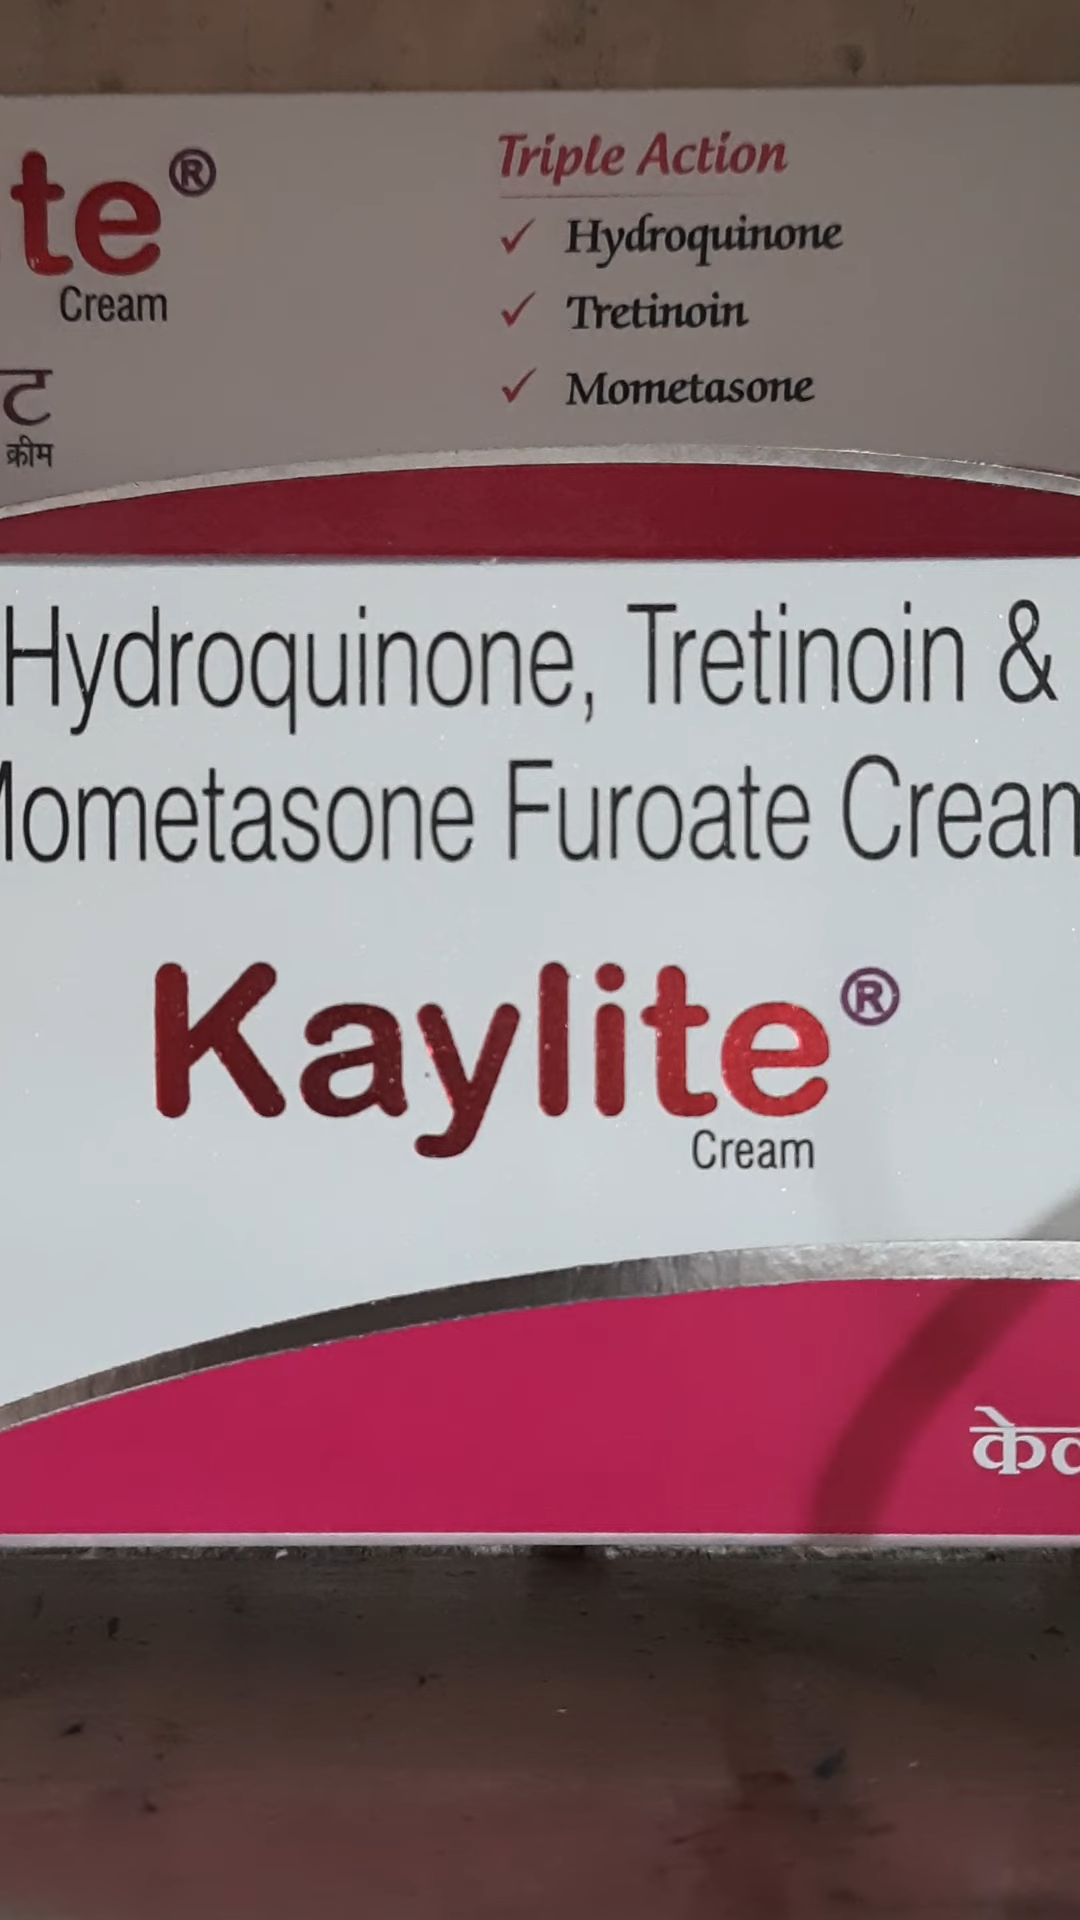 te®
Cream
ट
क्रीम
Triple Action
✓ Hydroquinone
✓ Tretinoin
✓ Mometasone
Hydroquinone, Tretinoin &
Mometasone Furoate Cream
Kaylite®
Cream